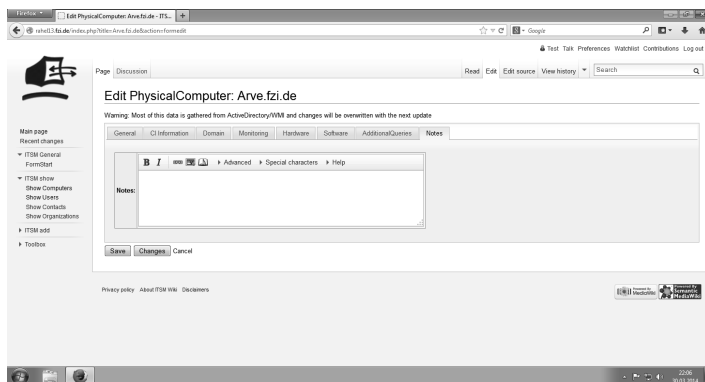 Firefox
Edit PhysicalComputer: Arve.fzi.de - ITS...
rahel13.fzi.de/index.php?title=Arve.fzi.de&action=formedit
Google
Test Talk Preferences Watchlist Contributions Log out
Page Discussion Read Edit Edit source View history Search
Edit PhysicalComputer: Arve.fzi.de
Warning: Most of this data is gathered from ActiveDirectory/WMI and changes will be overwritten with the next update
General CI Information Domain Monitoring Hardware Software AdditionalQueries Notes
B I Advanced Special characters Help
Notes:
Save Changes Cancel
Main page
Recent changes
ITSM General
FormStart
ITSM show
Show Computers
Show Users
Show Contacts
Show Organizations
ITSM add
Toolbox
Privacy policy About ITSM Wiki Disclaimers
Powered By MediaWiki
Powered By Semantic MediaWiki
22:06
30.03.2014